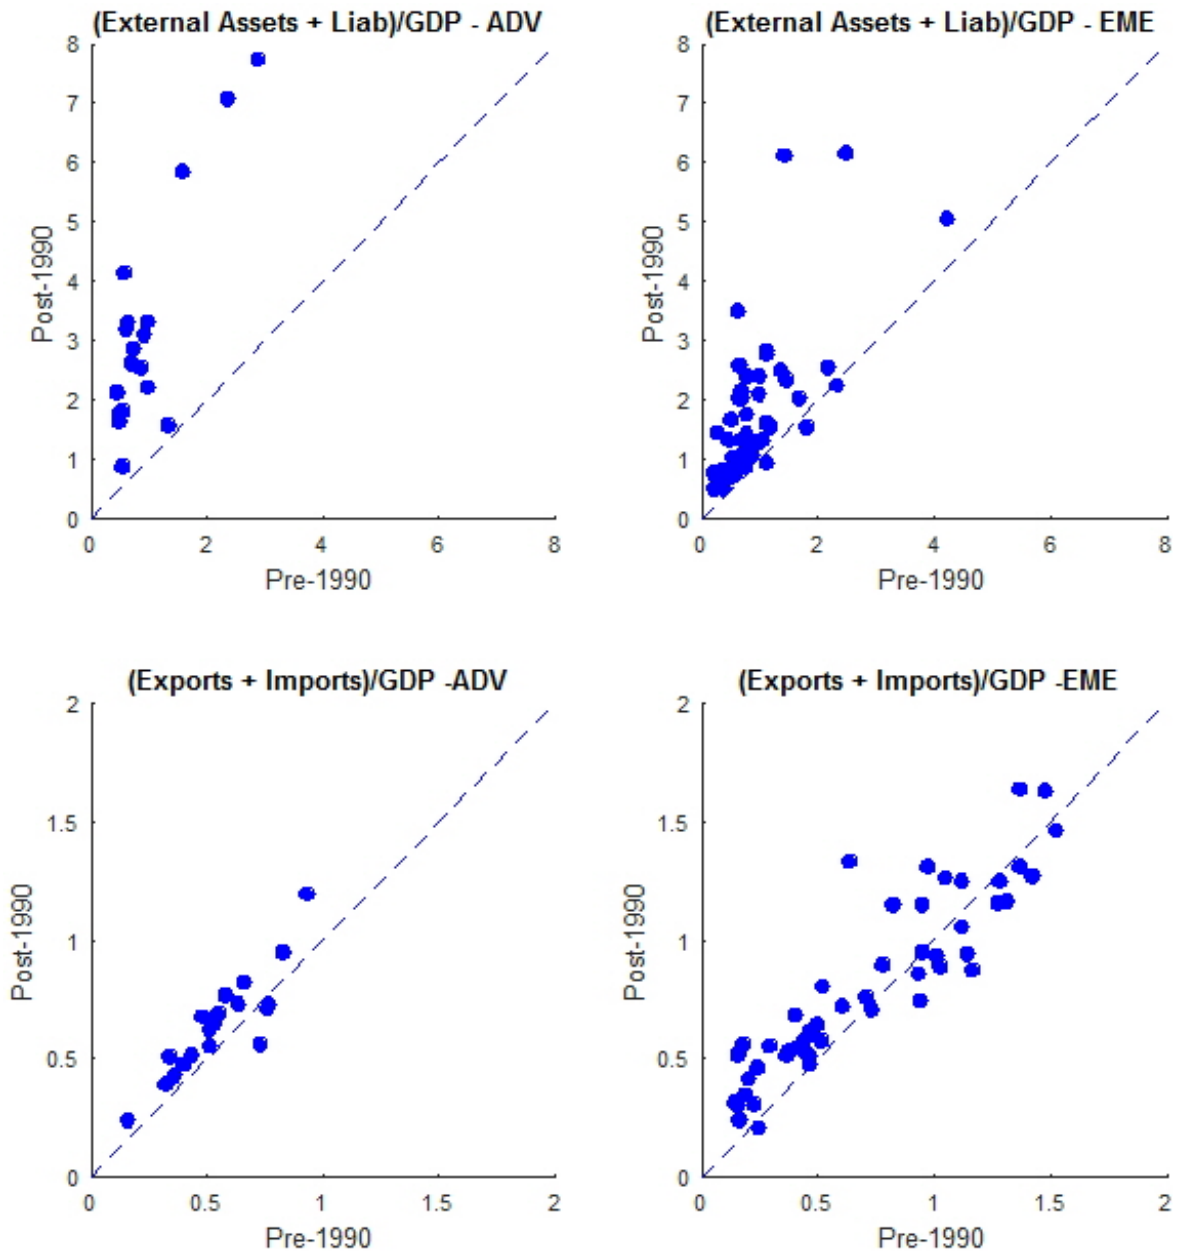 (External Assets + Liab)/GDP - ADV
8
7
6
5
4
3
2
1
0
Post-1990
0 2 4 6 8
Pre-1990
(External Assets + Liab)/GDP - EME
8
7
6
5
4
3
2
1
0
Post-1990
0 2 4 6 8
Pre-1990
(Exports + Imports)/GDP -ADV
2
1.5
1
0.5
0
Post-1990
0 0.5 1 1.5 2
Pre-1990
(Exports + Imports)/GDP -EME
2
1.5
1
0.5
0
Post-1990
0 0.5 1 1.5 2
Pre-1990